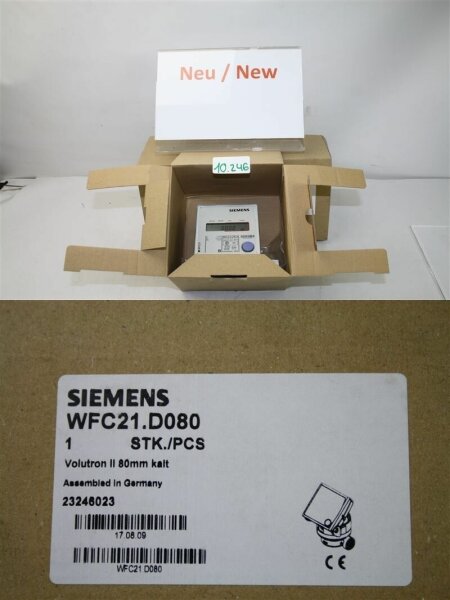 Neu / New
10.246
SIEMENS
SIEMENS
WFC21.D080
1 STK./PCS
Volutron II 80mm kalt
Assembled in Germany
23246023
17.08.09
WFC21 D080
CE